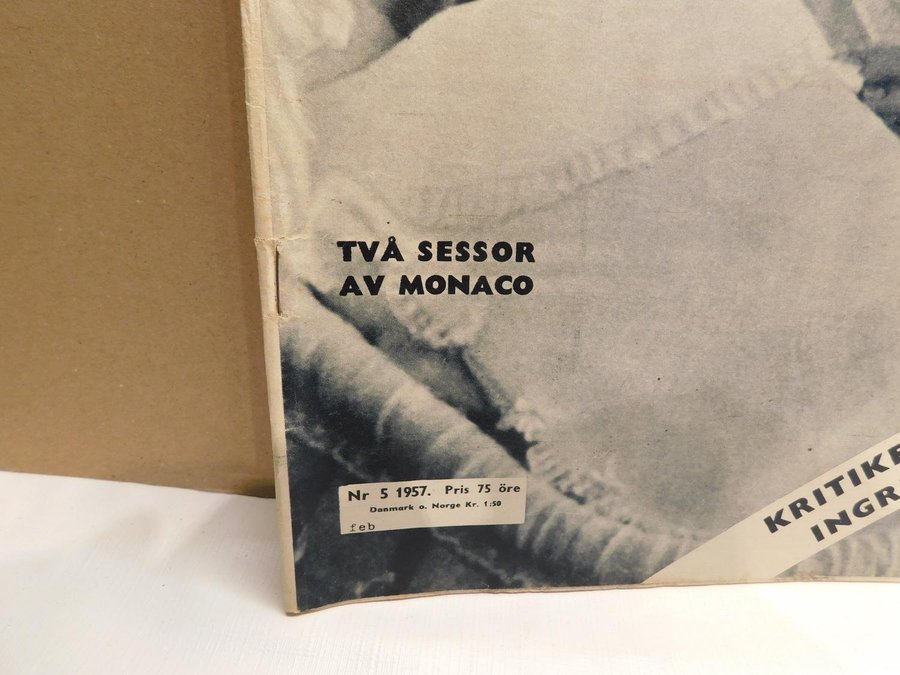 TVÅ SESSOR
AV MONACO
Nr 5 1957. Pris 75 öre
Danmark o. Norge Kr. 1:50
feb
KRITIKE
INGR